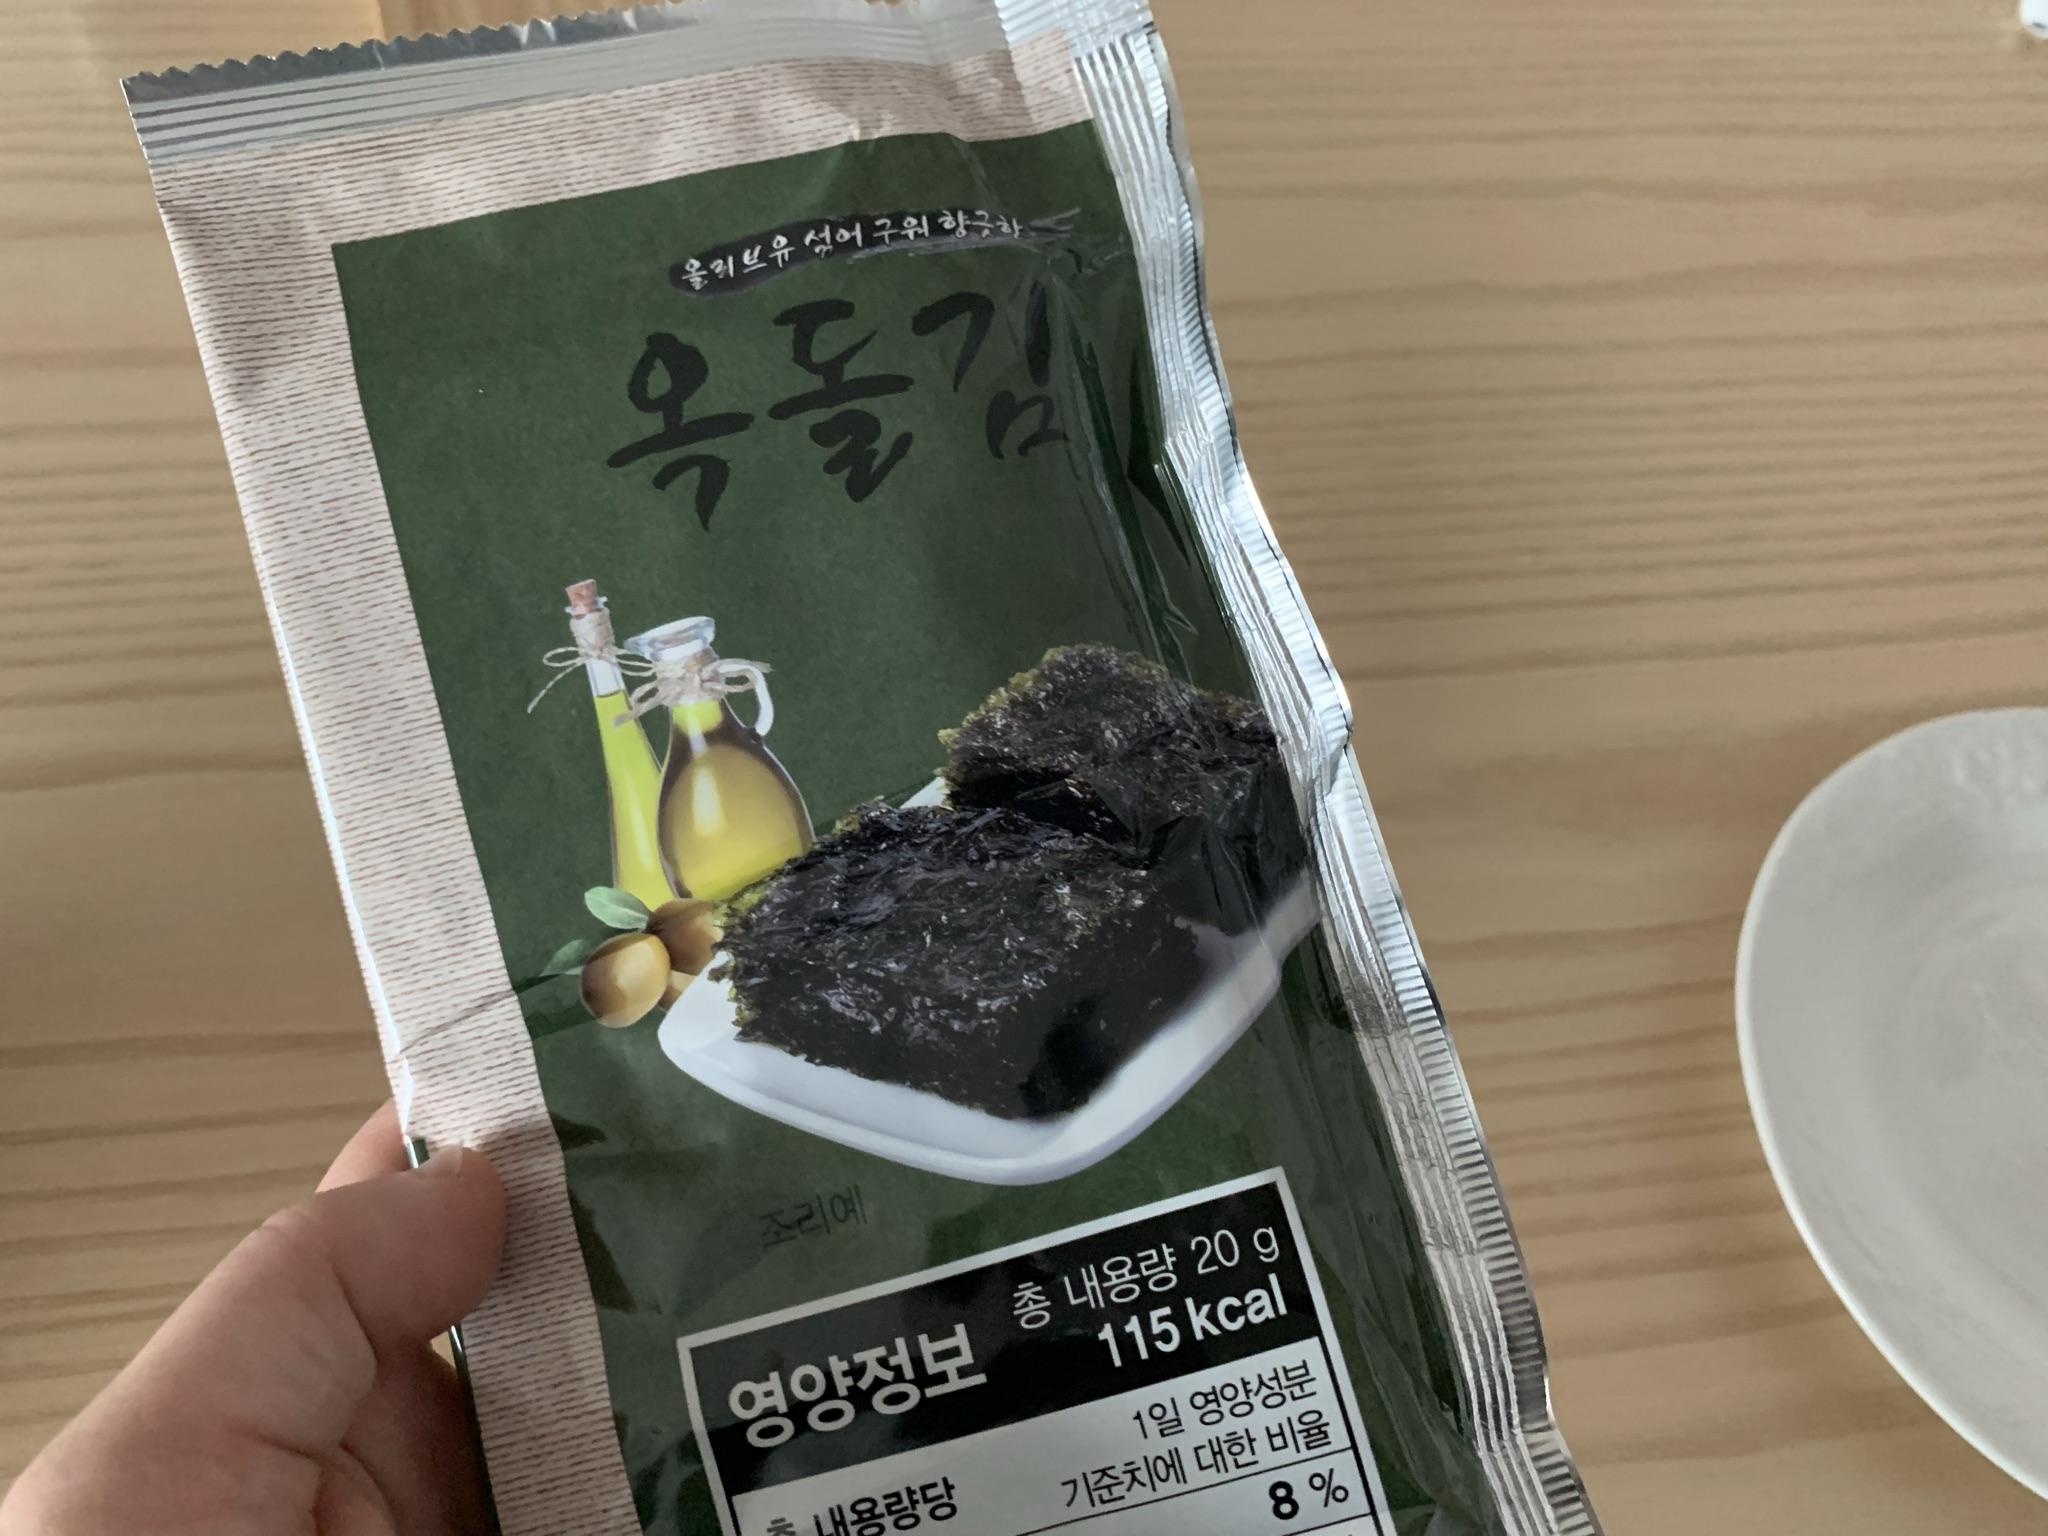 올리브유 섞어 구워 향긋한
옥돌김
조리예
영양정보
총 내용량 20 g
115 kcal
1일 영양성분
기준치에 대한 비율
총 내용량당
8 %